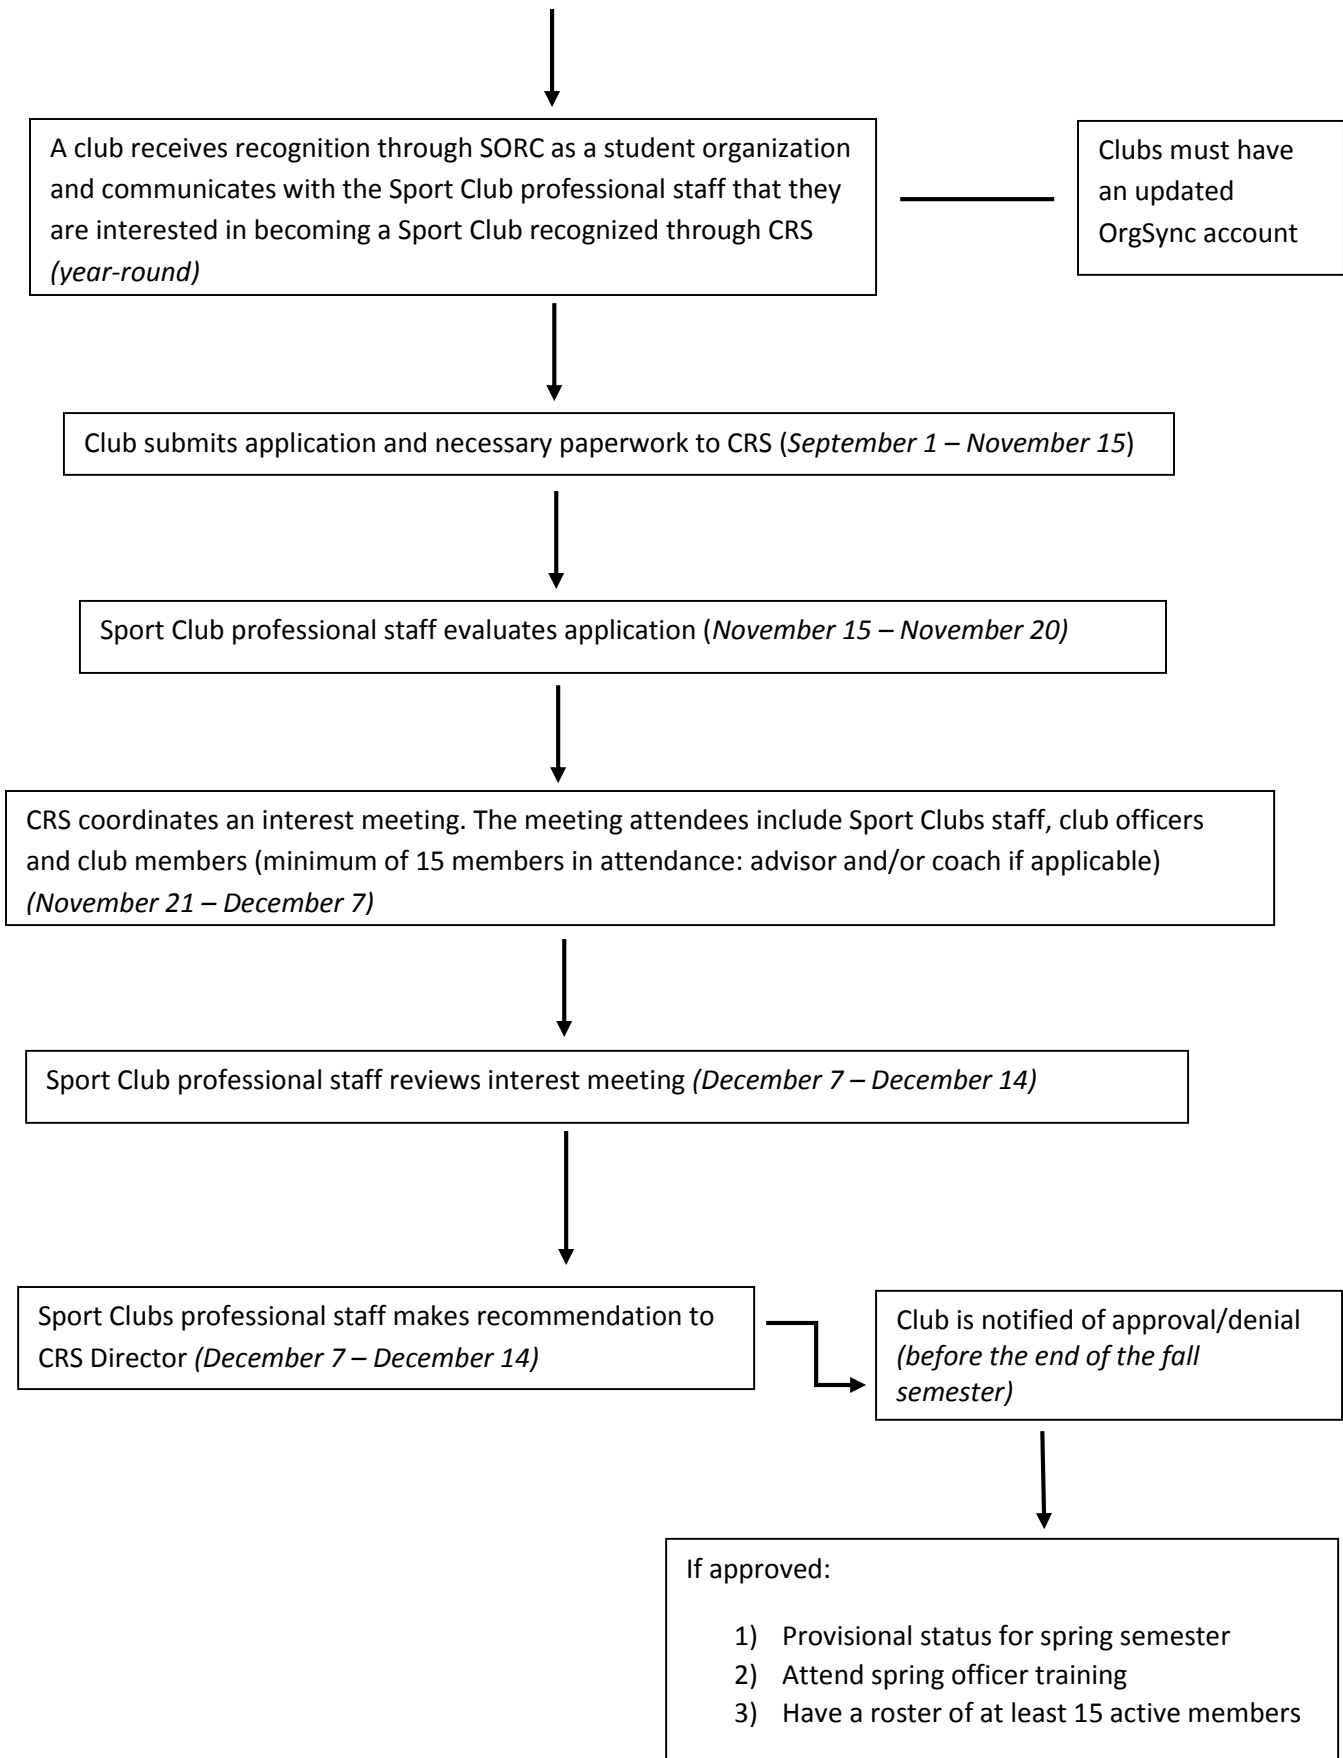 A club receives recognition through SORC as a student organization
and communicates with the Sport Club professional staff that they
are interested in becoming a Sport Club recognized through CRS
(year-round)
Clubs must have
an updated
OrgSync account
Club submits application and necessary paperwork to CRS (September 1 – November 15)
Sport Club professional staff evaluates application (November 15 – November 20)
CRS coordinates an interest meeting. The meeting attendees include Sport Clubs staff, club officers
and club members (minimum of 15 members in attendance: advisor and/or coach if applicable)
(November 21 – December 7)
Sport Club professional staff reviews interest meeting (December 7 – December 14)
Sport Clubs professional staff makes recommendation to
CRS Director (December 7 – December 14)
Club is notified of approval/denial
(before the end of the fall
semester)
If approved:
1) Provisional status for spring semester
2) Attend spring officer training
3) Have a roster of at least 15 active members